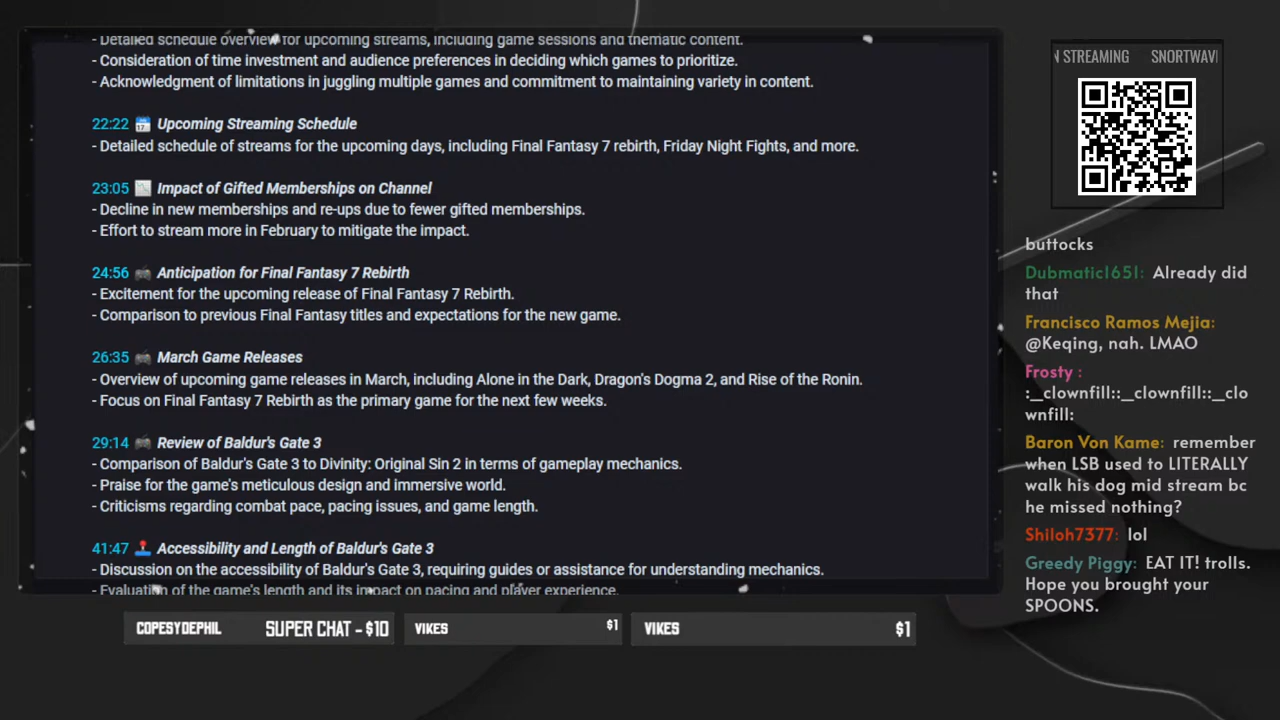 - Detailed schedule overview for upcoming streams, including game sessions and thematic content.
- Consideration of time investment and audience preferences in deciding which games to prioritize.
- Acknowledgment of limitations in juggling multiple games and commitment to maintaining variety in content.
22:22 📅 Upcoming Streaming Schedule
- Detailed schedule of streams for the upcoming days, including Final Fantasy 7 rebirth, Friday Night Fights, and more.
23:05 📉 Impact of Gifted Memberships on Channel
- Decline in new memberships and re-ups due to fewer gifted memberships.
- Effort to stream more in February to mitigate the impact.
24:56 🎮 Anticipation for Final Fantasy 7 Rebirth
- Excitement for the upcoming release of Final Fantasy 7 Rebirth.
- Comparison to previous Final Fantasy titles and expectations for the new game.
26:35 🎮 March Game Releases
- Overview of upcoming game releases in March, including Alone in the Dark, Dragon's Dogma 2, and Rise of the Ronin.
- Focus on Final Fantasy 7 Rebirth as the primary game for the next few weeks.
29:14 🎮 Review of Baldur's Gate 3
- Comparison of Baldur's Gate 3 to Divinity: Original Sin 2 in terms of gameplay mechanics.
- Praise for the game's meticulous design and immersive world.
- Criticisms regarding combat pace, pacing issues, and game length.
41:47 🕹️ Accessibility and Length of Baldur's Gate 3
- Discussion on the accessibility of Baldur's Gate 3, requiring guides or assistance for understanding mechanics.
- Evaluation of the game's length and its impact on pacing and player experience.
COPESYDEPHIL SUPER CHAT - $10
VIKES $1
VIKES $1
N STREAMING SNORTWAVI
buttocks
Dubmatic1651: Already did
that
Francisco Ramos Mejia:
@Keqing, nah. LMAO
Frosty :
:_clownfill::_clownfill::_clo
wnfill:
Baron Von Kame: remember
when LSB used to LITERALLY
walk his dog mid stream bc
he missed nothing?
Shiloh7377: lol
Greedy Piggy: EAT IT! trolls.
Hope you brought your
SPOONS.